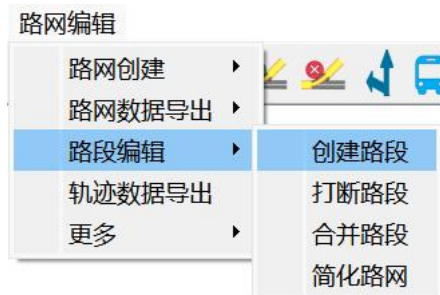 路网编辑
路网创建
路网数据导出
路段编辑
轨迹数据导出
更多
创建路段
打断路段
合并路段
简化路网